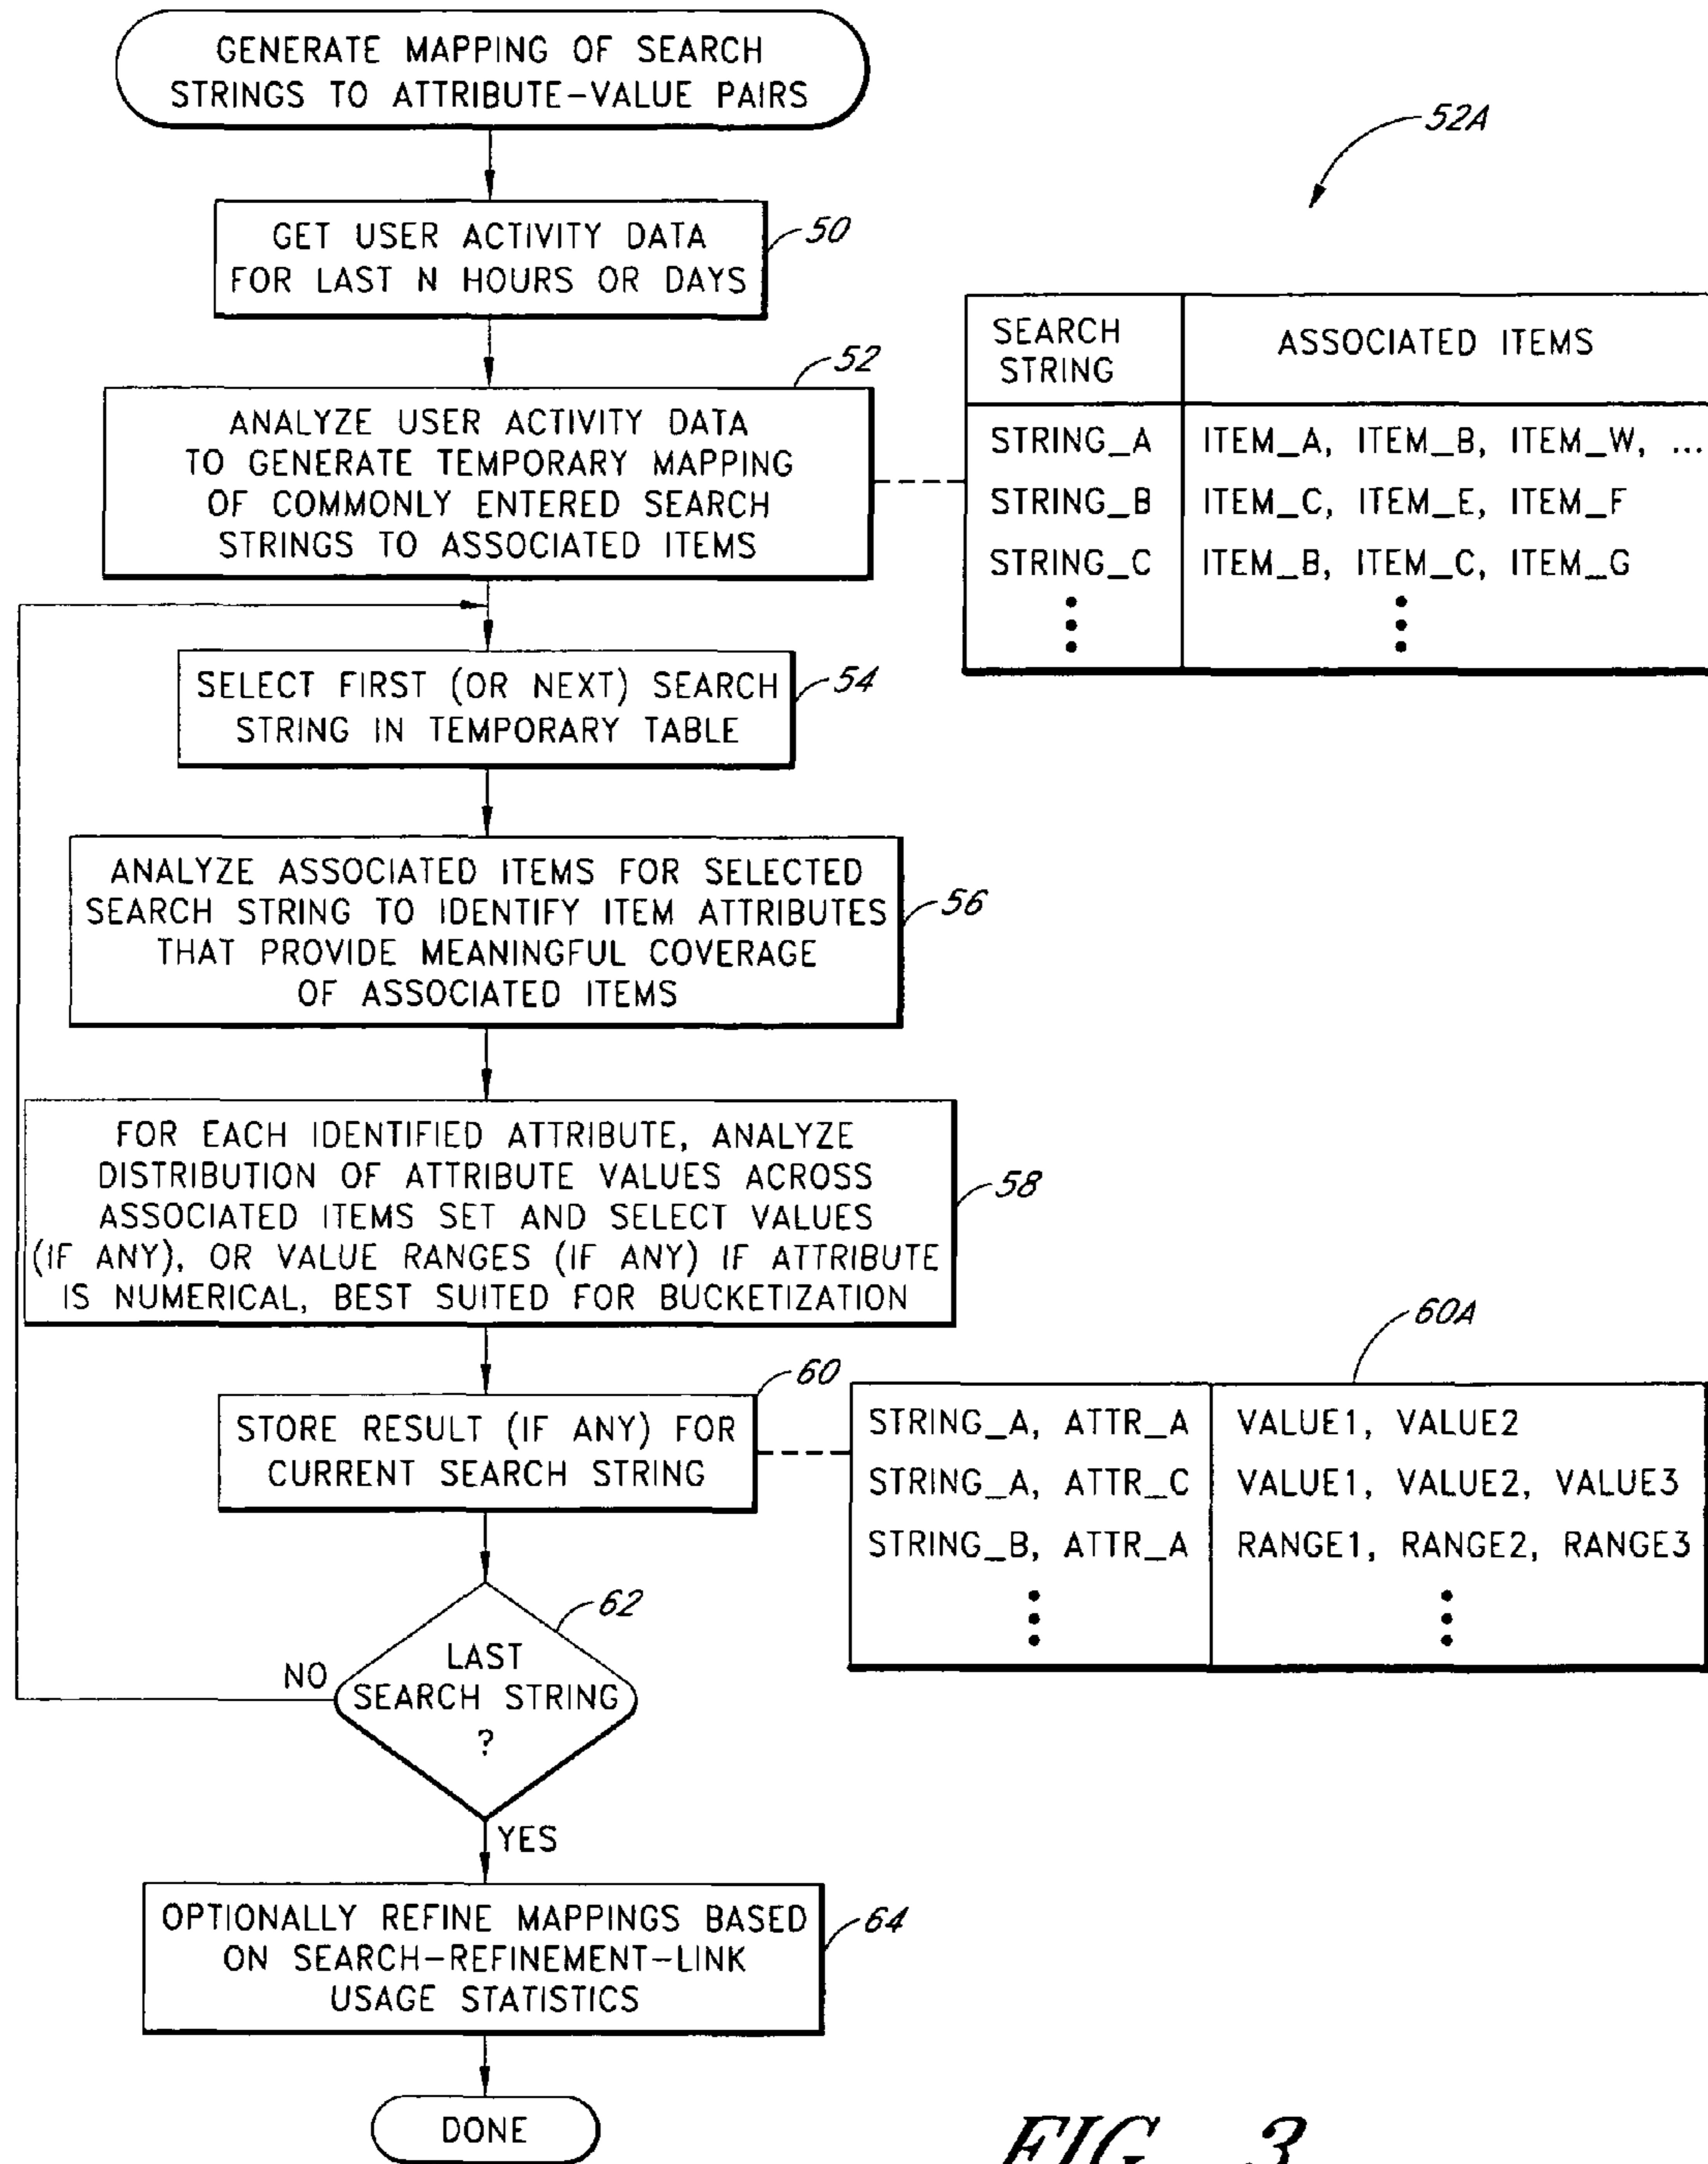 GENERATE MAPPING OF SEARCH
STRINGS TO ATTRIBUTE-VALUE PAIRS
52A
GET USER ACTIVITY DATA
FOR LAST N HOURS OR DAYS
50
52
ANALYZE USER ACTIVITY DATA
TO GENERATE TEMPORARY MAPPING
OF COMMONLY ENTERED SEARCH
STRINGS TO ASSOCIATED ITEMS
SEARCH
STRING
ASSOCIATED ITEMS
STRING_A ITEM_A, ITEM_B, ITEM_W, ...
STRING_B ITEM_C, ITEM_E, ITEM_F
STRING_C ITEM_B, ITEM_C, ITEM_G
SELECT FIRST (OR NEXT) SEARCH
STRING IN TEMPORARY TABLE
54
ANALYZE ASSOCIATED ITEMS FOR SELECTED
SEARCH STRING TO IDENTIFY ITEM ATTRIBUTES
THAT PROVIDE MEANINGFUL COVERAGE
OF ASSOCIATED ITEMS
56
FOR EACH IDENTIFIED ATTRIBUTE, ANALYZE
DISTRIBUTION OF ATTRIBUTE VALUES ACROSS
ASSOCIATED ITEMS SET AND SELECT VALUES
(IF ANY), OR VALUE RANGES (IF ANY) IF ATTRIBUTE
IS NUMERICAL, BEST SUITED FOR BUCKETIZATION
58
60
STORE RESULT (IF ANY) FOR
CURRENT SEARCH STRING
60A
STRING_A, ATTR_A VALUE1, VALUE2
STRING_A, ATTR_C VALUE1, VALUE2, VALUE3
STRING_B, ATTR_A RANGE1, RANGE2, RANGE3
62
LAST
SEARCH STRING
?
NO
YES
OPTIONALLY REFINE MAPPINGS BASED
ON SEARCH-REFINEMENT-LINK
USAGE STATISTICS
64
DONE
FIG. 3